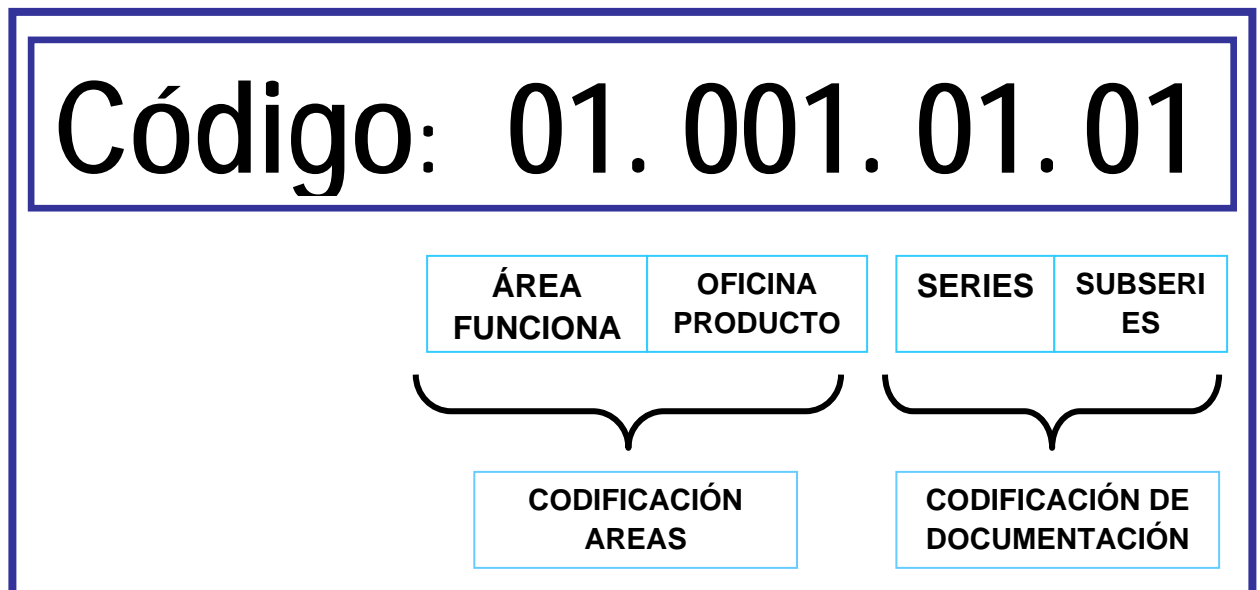 Código: 01. 001. 01. 01
ÁREA
FUNCIONA
OFICINA
PRODUCTO
SERIES
SUBSERI
ES
CODIFICACIÓN
AREAS
CODIFICACIÓN DE
DOCUMENTACIÓN